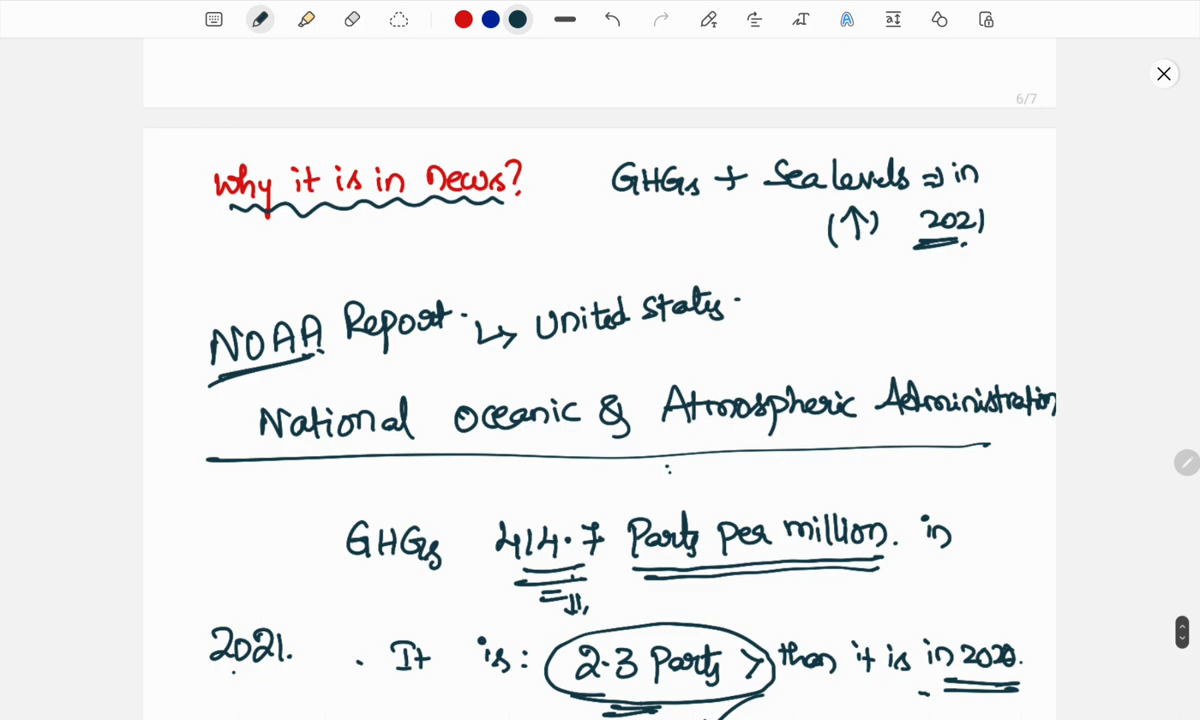 6/7
Why it is in News?
GHGs + Sea levels ⇒ in
(↑) 2021
NOAA Report. ↳ United States.
National Oceanic & Atmospheric Administration
GHGs 414.7 Parts per million. in
2021. . It is: 2.3 Parts > than it is in 2020.